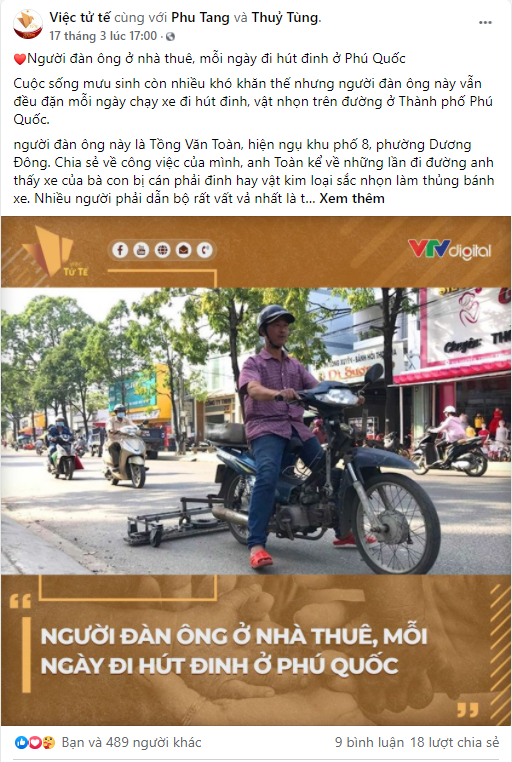 Việc tử tế cùng với Phu Tang và Thuỷ Tùng.
17 tháng 3 lúc 17:00 ·
Người đàn ông ở nhà thuê, mỗi ngày đi hút đinh ở Phú Quốc
Cuộc sống mưu sinh còn nhiều khó khăn thế nhưng người đàn ông này vẫn
đều đặn mỗi ngày chạy xe đi hút đinh, vật nhọn trên đường ở Thành phố Phú
Quốc.
người đàn ông này là Tồng Văn Toàn, hiện ngụ khu phố 8, phường Dương
Đông. Chia sẻ về công việc của mình, anh Toàn kể về những lần đi đường anh
thấy xe của bà con bị cán phải đinh hay vật kim loại sắc nhọn làm thủng bánh
xe. Nhiều người phải dẫn bộ rất vất vả nhất là t... Xem thêm
VIỆC
TỬ TẾ
VTV digital
NGƯỜI ĐÀN ÔNG Ở NHÀ THUÊ, MỖI
NGÀY ĐI HÚT ĐINH Ở PHÚ QUỐC
Bạn và 489 người khác
9 bình luận 18 lượt chia sẻ